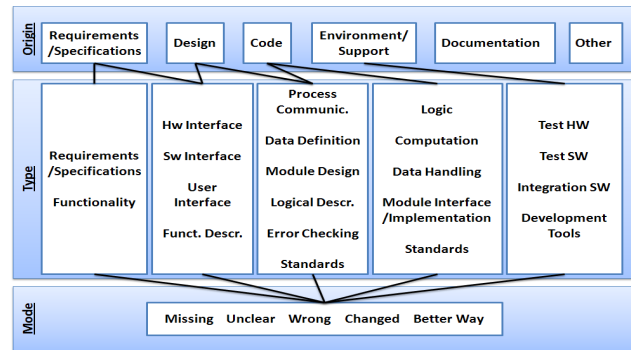 Origin
Requirements
/Specifications
Design
Code
Environment/
Support
Documentation
Other
Type
Requirements
/Specifications
Functionality
Hw Interface
Sw Interface
User
Interface
Funct. Descr.
Process
Communic.
Data Definition
Module Design
Logical Descr.
Error Checking
Standards
Logic
Computation
Data Handling
Module Interface
/Implementation
Standards
Test HW
Test SW
Integration SW
Development
Tools
Mode
Missing Unclear Wrong Changed Better Way